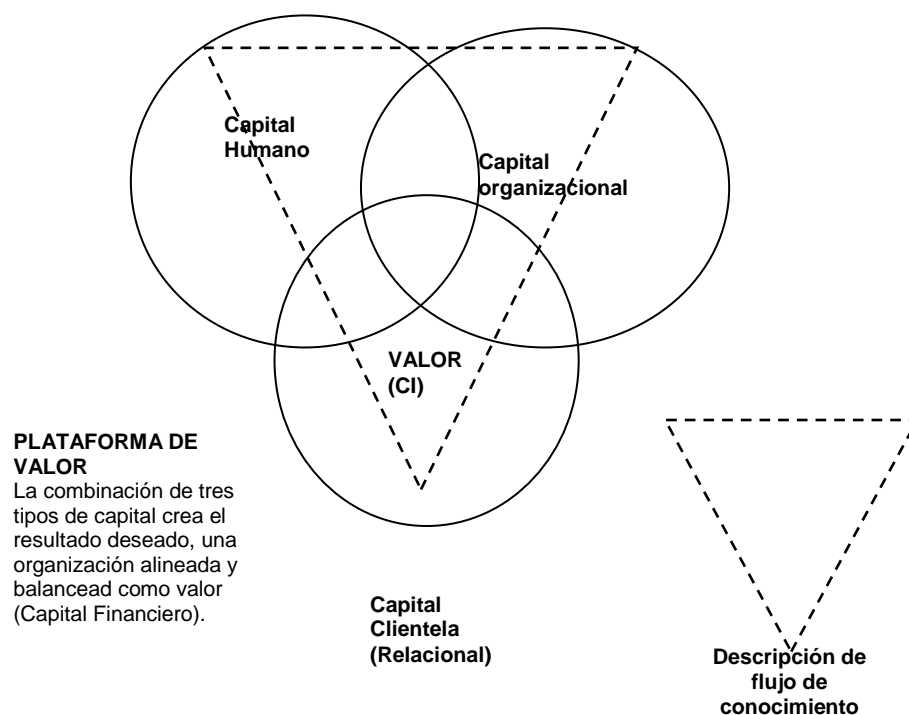 Capital
Humano
Capital
organizacional
VALOR
(CI)
PLATAFORMA DE
VALOR
La combinación de tres
tipos de capital crea el
resultado deseado, una
organización alineada y
balancead como valor
(Capital Financiero).
Capital
Clientela
(Relacional)
Descripción de
flujo de
conocimiento